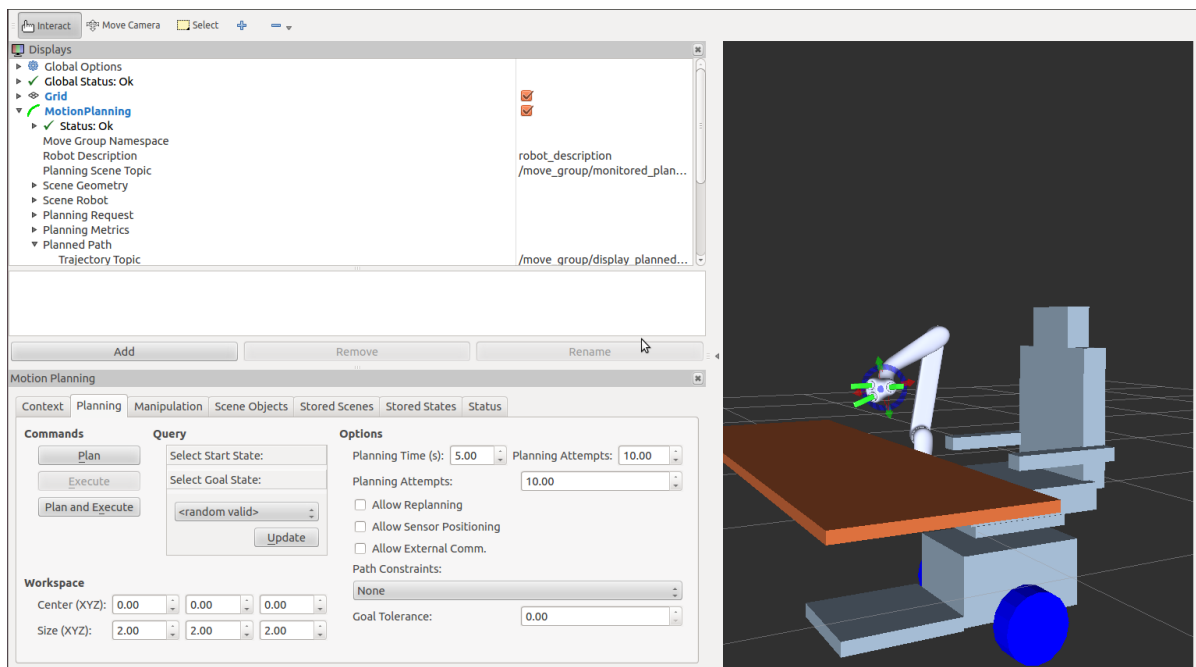 Interact Move Camera Select
Displays
Global Options
Global Status: Ok
Grid
MotionPlanning
Status: Ok
Move Group Namespace
Robot Description robot_description
Planning Scene Topic /move_group/monitored_plan...
Scene Geometry
Scene Robot
Planning Request
Planning Metrics
Planned Path
Trajectory Topic /move_group/display_planned...
Add Remove Rename
Motion Planning
Context Planning Manipulation Scene Objects Stored Scenes Stored States Status
Commands Query Options
Plan Select Start State: Planning Time (s): 5.00 Planning Attempts: 10.00
Execute Select Goal State: Planning Attempts: 10.00
Plan and Execute <random valid> Allow Replanning
Allow Sensor Positioning
Update Allow External Comm.
Path Constraints:
Workspace None
Center (XYZ): 0.00 0.00 0.00 Goal Tolerance: 0.00
Size (XYZ): 2.00 2.00 2.00